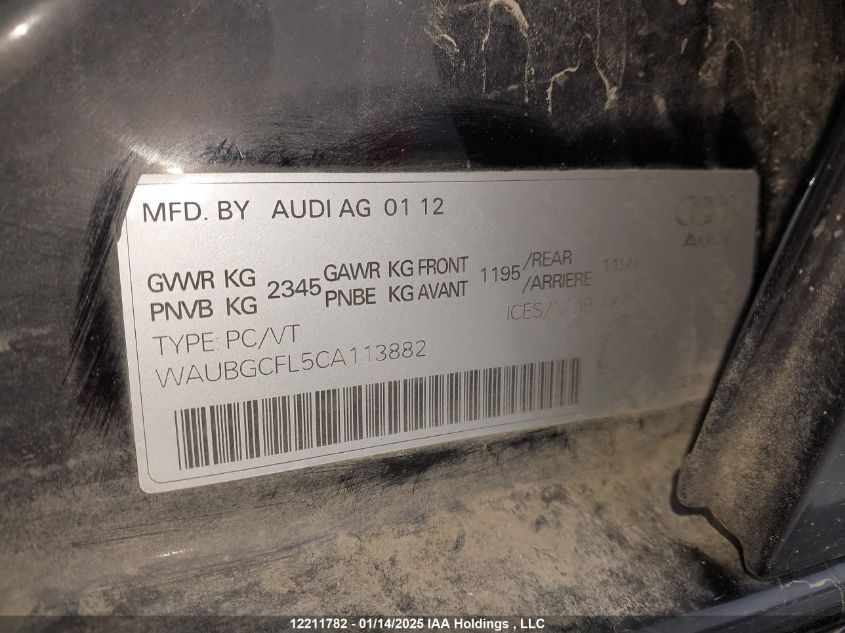 MFD. BY AUDI AG 01 12
Audi
GVWR KG 2345 GAWR KG FRONT 1195 /REAR
PNVB KG PNBE KG AVANT /ARRIERE
TYPE: PC/VT
WAUBGCFL5CA113882
12211782 - 01/14/2025 IAA Holdings , LLC